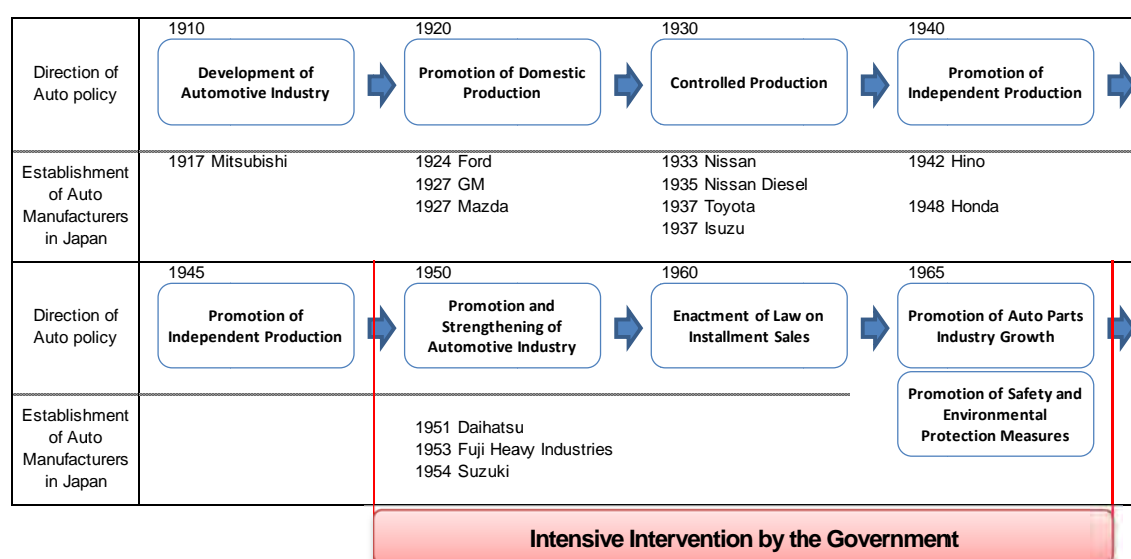 1910
1920
1930
1940
Direction of
Auto policy
Development of
Automotive Industry
Promotion of Domestic
Production
Controlled Production
Promotion of
Independent Production
Establishment
of Auto
Manufacturers
in Japan
1917 Mitsubishi
1924 Ford
1927 GM
1927 Mazda
1933 Nissan
1935 Nissan Diesel
1937 Toyota
1937 Isuzu
1942 Hino
1948 Honda
1945
1950
1960
1965
Direction of
Auto policy
Promotion of
Independent Production
Promotion and
Strengthening of
Automotive Industry
Enactment of Law on
Installment Sales
Promotion of Auto Parts
Industry Growth
Promotion of Safety and
Environmental
Protection Measures
Establishment
of Auto
Manufacturers
in Japan
1951 Daihatsu
1953 Fuji Heavy Industries
1954 Suzuki
Intensive Intervention by the Government